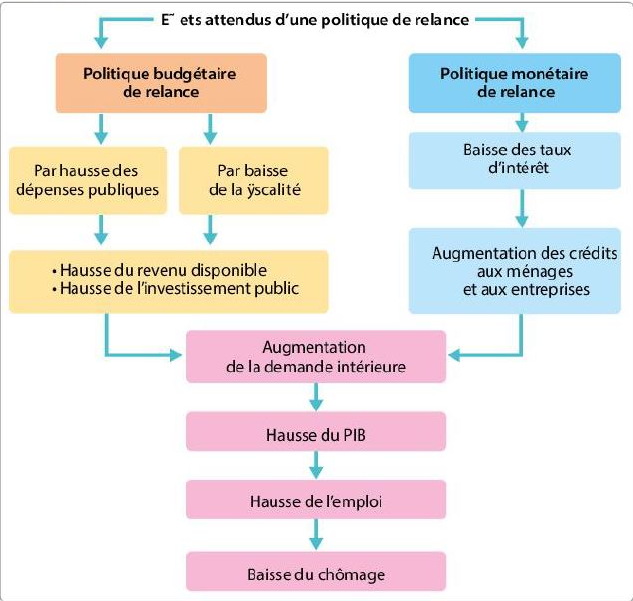 E˜ ets attendus d'une politique de relance
Politique budgétaire
de relance
Politique monétaire
de relance
Par hausse des
dépenses publiques
Par baisse
de la ÿscalité
Baisse des taux
d'intérêt
• Hausse du revenu disponible
• Hausse de l'investissement public
Augmentation des crédits
aux ménages
et aux entreprises
Augmentation
de la demande intérieure
Hausse du PIB
Hausse de l'emploi
Baisse du chômage